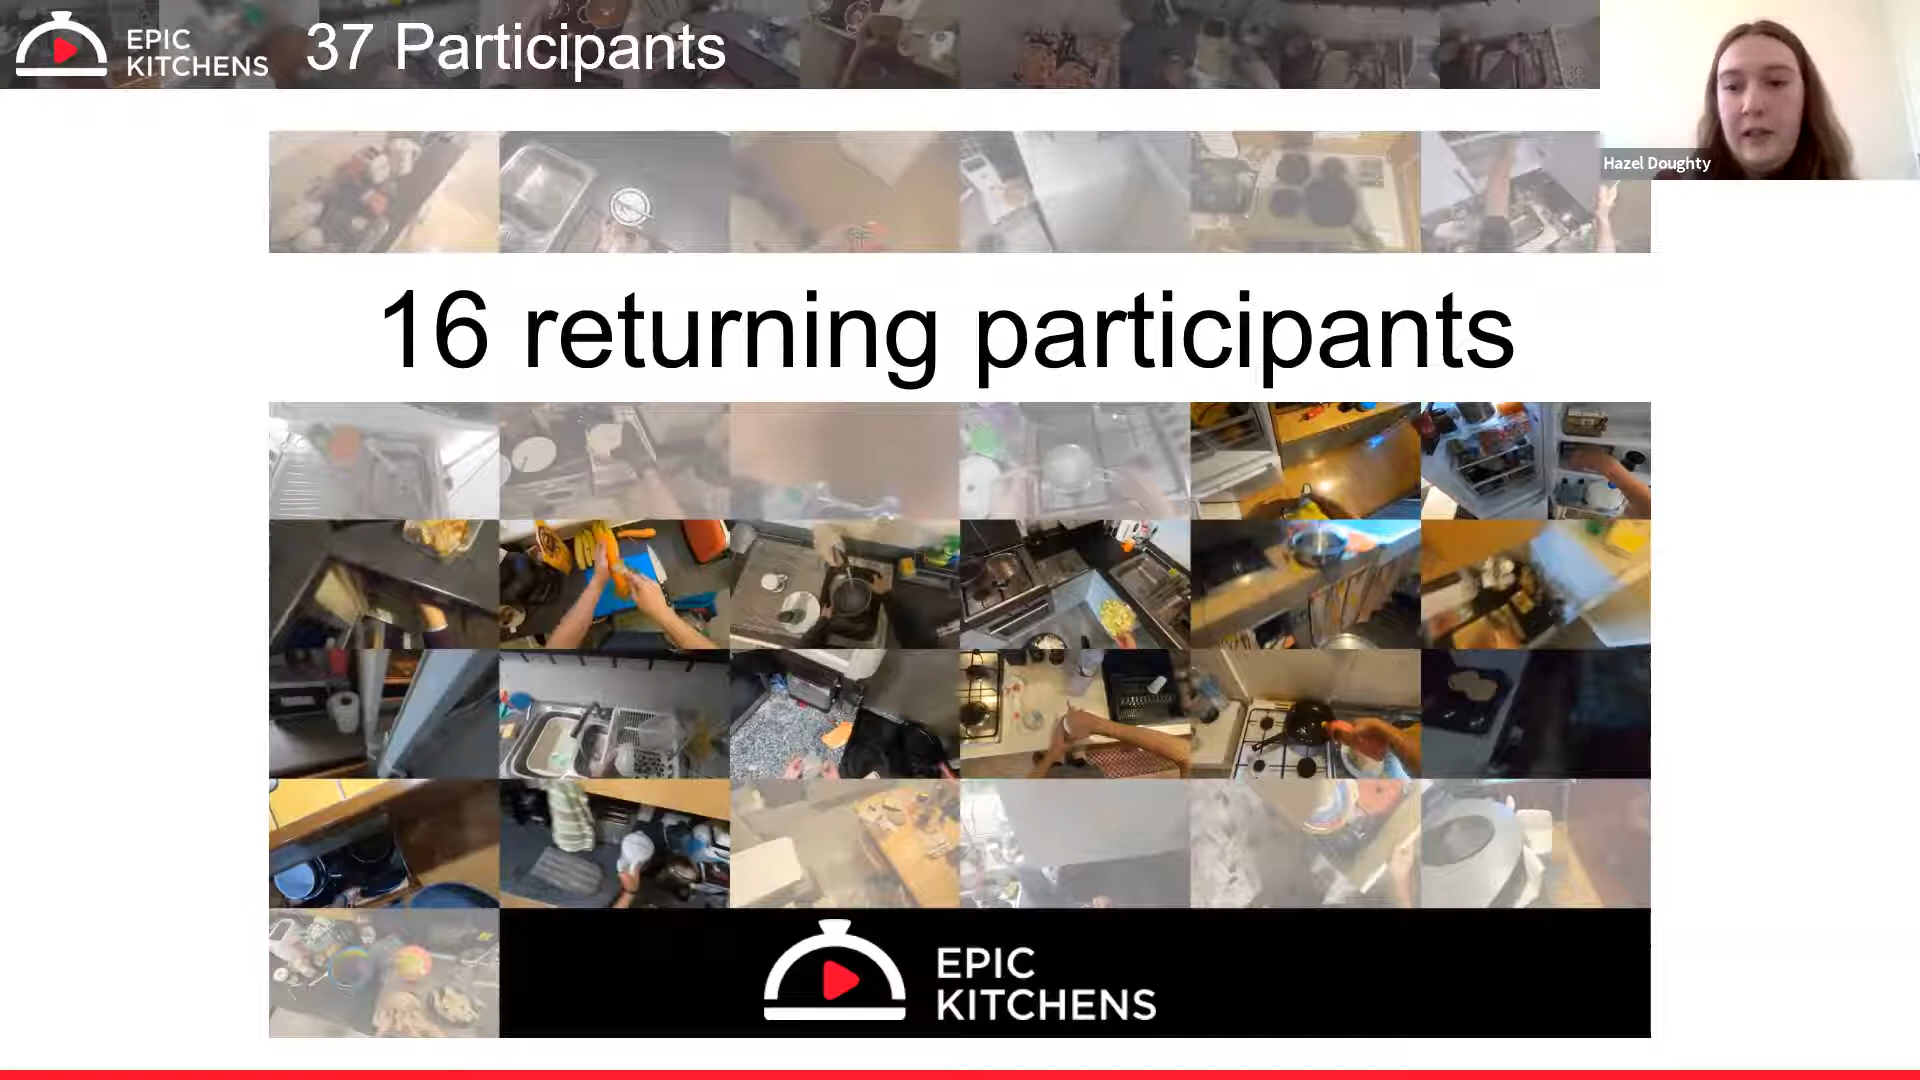 EPIC
KITCHENS
37 Participants
Hazel Doughty
16 returning participants
EPIC
KITCHENS